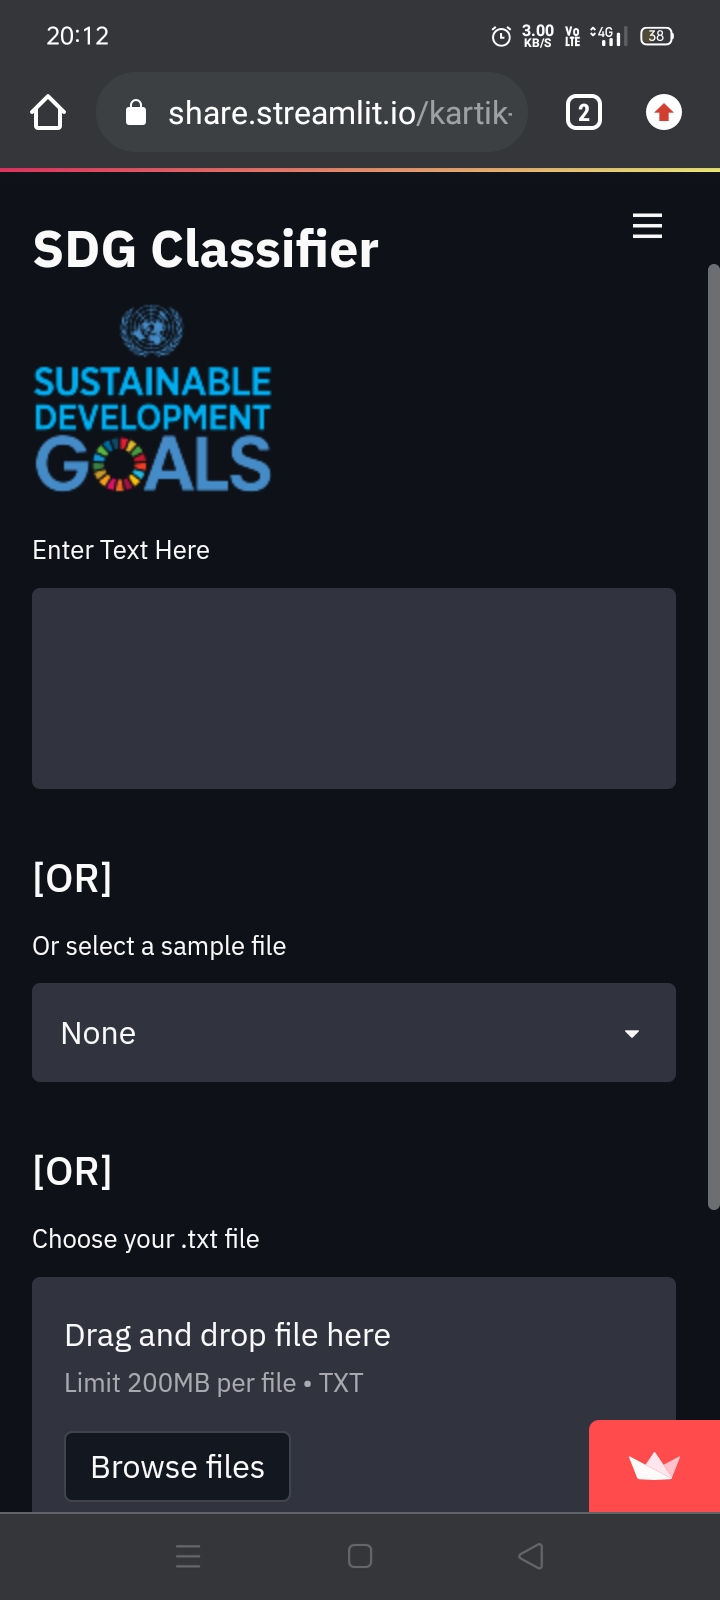 20:12
3.00 KB/S Vo LTE 4G 38
share.streamlit.io/kartik-
2
SDG Classifier
SUSTAINABLE
DEVELOPMENT
GOALS
Enter Text Here
[OR]
Or select a sample file
None
[OR]
Choose your .txt file
Drag and drop file here
Limit 200MB per file • TXT
Browse files